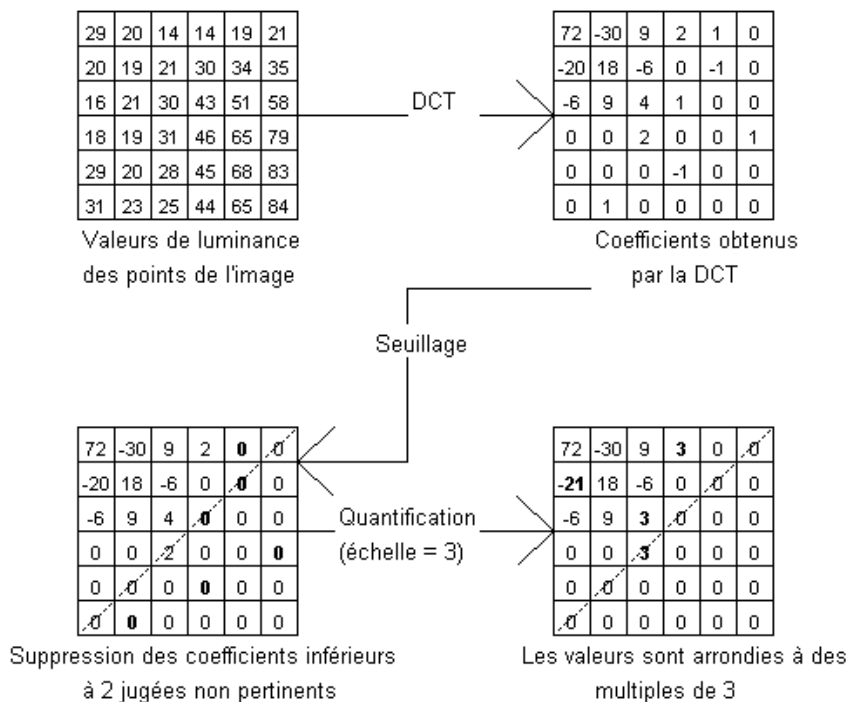 29 20 14 14 19 21
20 19 21 30 34 35
16 21 30 43 51 58
18 19 31 46 65 79
29 20 28 45 68 83
31 23 25 44 65 84
Valeurs de luminance
des points de l'image
DCT
72 -30 9 2 1 0
-20 18 -6 0 -1 0
-6 9 4 1 0 0
0 0 2 0 0 1
0 0 0 -1 0 0
0 1 0 0 0 0
Coefficients obtenus
par la DCT
Seuillage
72 -30 9 2 0 0
-20 18 -6 0 0 0
-6 9 4 0 0 0
0 0 2 0 0 0
0 0 0 0 0 0
0 0 0 0 0 0
Suppression des coefficients inférieurs
à 2 jugées non pertinents
Quantification
(échelle = 3)
72 -30 9 3 0 0
-21 18 -6 0 0 0
-6 9 3 0 0 0
0 0 3 0 0 0
0 0 0 0 0 0
0 0 0 0 0 0
Les valeurs sont arrondies à des
multiples de 3